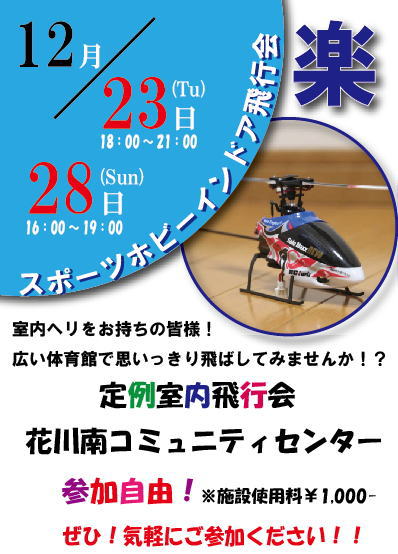 12月
23日(Tu)
18:00～21:00
28日(Sun)
16:00～19:00
スポーツホビーインドア飛行会
楽
室内ヘリをお持ちの皆様！
広い体育館で思いっきり飛ばしてみませんか！？
定例室内飛行会
花川南コミュニティセンター
参加自由！※施設使用料￥1,000-
ぜひ！気軽にご参加ください！！